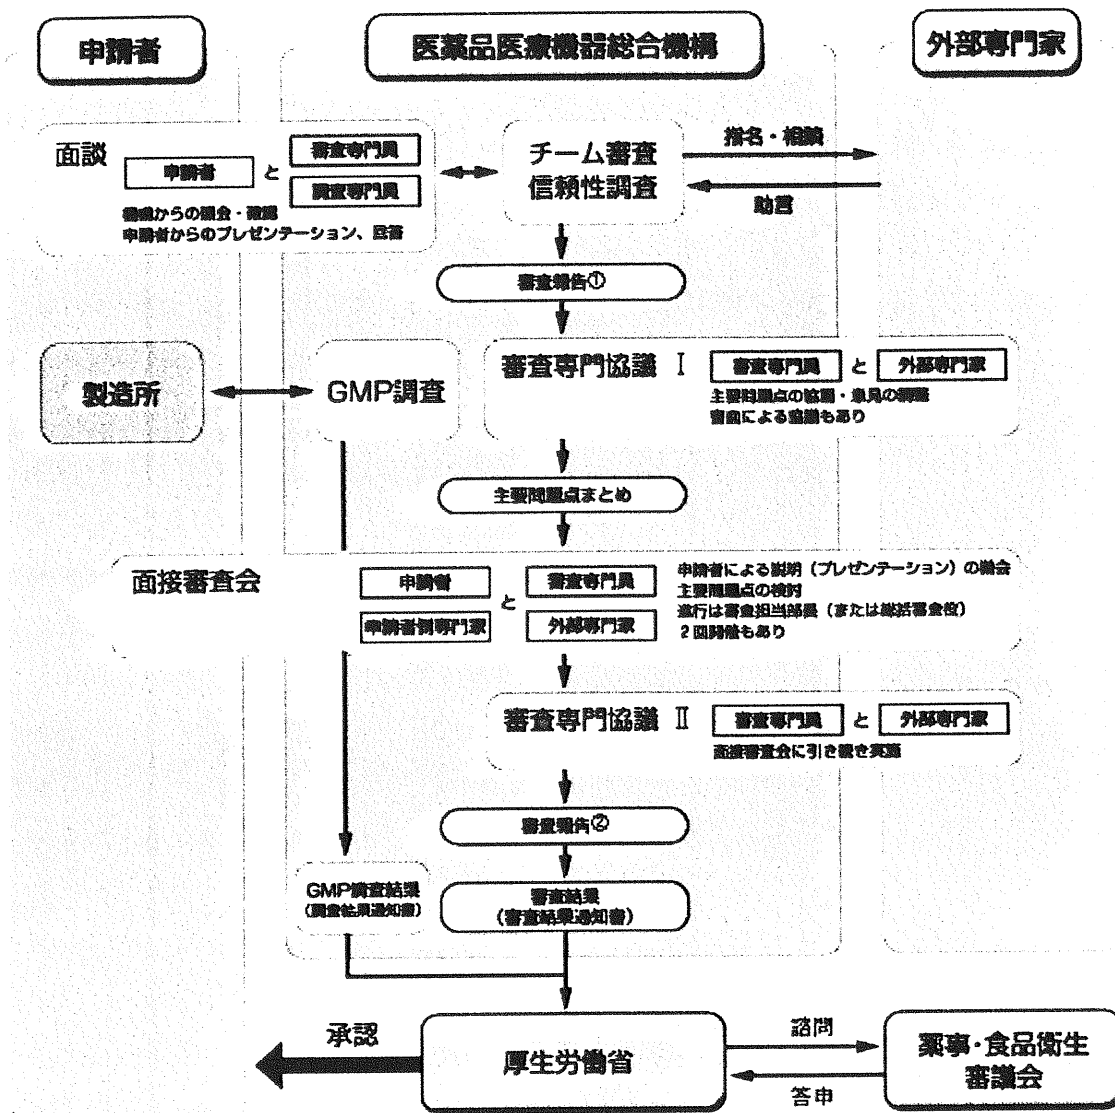 申請者
医薬品医療機器総合機構
外部専門家
面談
申請者
と
審査専門員
調査専門員
機構からの照会・確認
申請者からのプレゼンテーション、回答
チーム審査
信頼性調査
指名・相談
助言
審査報告①
製造所
GMP調査
審査専門協議 Ⅰ
審査専門員
と
外部専門家
主要問題点の協議・意見の調整
書面による協議もあり
主要問題点まとめ
面接審査会
申請者
申請者側専門家
と
審査専門員
外部専門家
申請者による説明（プレゼンテーション）の機会
主要問題点の検討
進行は審査担当部長（または総括審査役）
2回開催もあり
審査専門協議 Ⅱ
審査専門員
と
外部専門家
面接審査会に引き続き実施
審査報告②
GMP調査結果
（調査結果通知書）
審査結果
（審査結果通知書）
承認
厚生労働省
諮問
答申
薬事・食品衛生
審議会